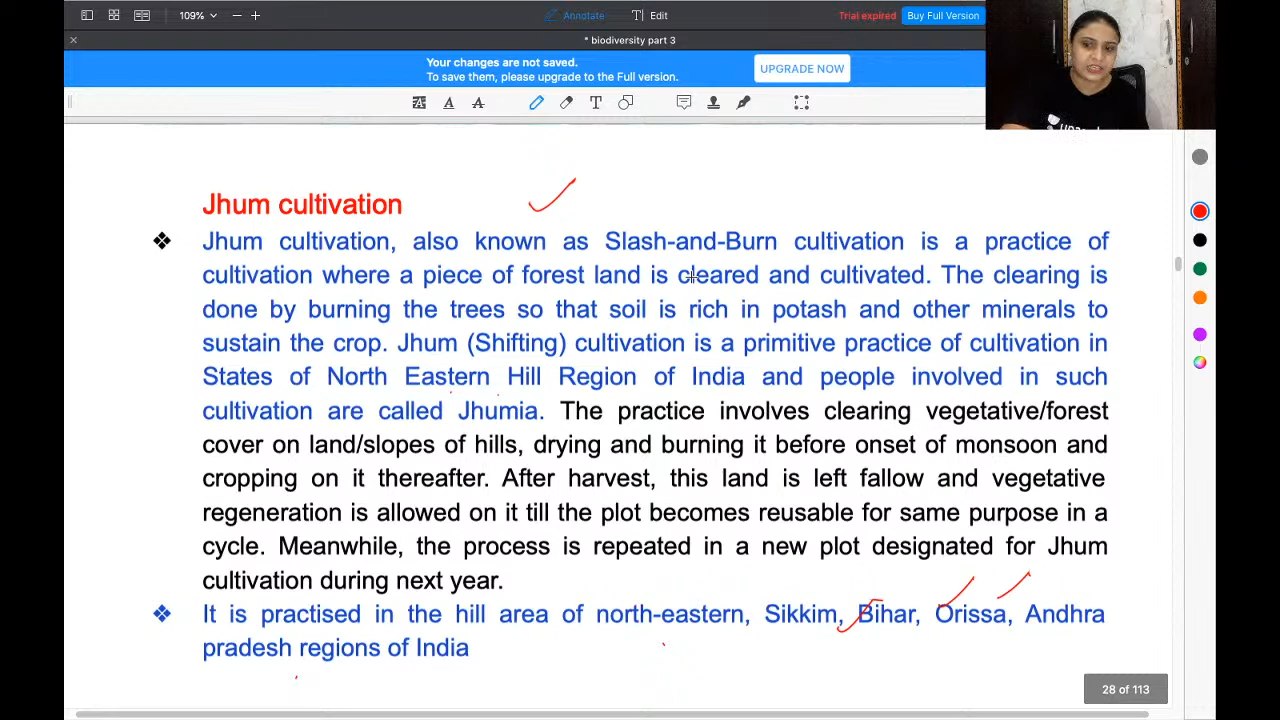 109%
Annotate
Edit
Trial expired
Buy Full Version
* biodiversity part 3
Your changes are not saved.
To save them, please upgrade to the Full version.
UPGRADE NOW
Jhum cultivation
Jhum cultivation, also known as Slash-and-Burn cultivation is a practice of
cultivation where a piece of forest land is cleared and cultivated. The clearing is
done by burning the trees so that soil is rich in potash and other minerals to
sustain the crop. Jhum (Shifting) cultivation is a primitive practice of cultivation in
States of North Eastern Hill Region of India and people involved in such
cultivation are called Jhumia. The practice involves clearing vegetative/forest
cover on land/slopes of hills, drying and burning it before onset of monsoon and
cropping on it thereafter. After harvest, this land is left fallow and vegetative
regeneration is allowed on it till the plot becomes reusable for same purpose in a
cycle. Meanwhile, the process is repeated in a new plot designated for Jhum
cultivation during next year.
It is practised in the hill area of north-eastern, Sikkim, Bihar, Orissa, Andhra
pradesh regions of India
28 of 113